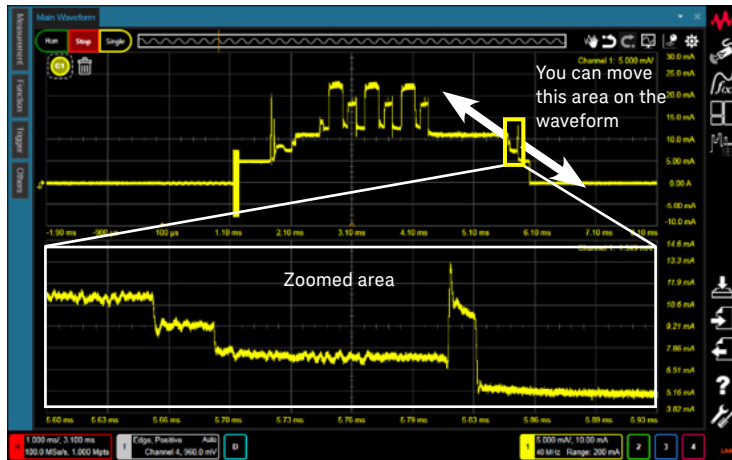 Main Waveform
Measurement
Function
Trigger
Others
Run
Stop
Single
C1
Channel 1: 5.000 mA/
30.0 mA
25.0 mA
20.0 mA
15.0 mA
10.0 mA
5.00 mA
0.00 A
-5.00 mA
-10.0 mA
You can move
this area on the
waveform
-1.90 ms
-900 µs
100 µs
1.10 ms
2.10 ms
3.10 ms
4.10 ms
5.10 ms
6.10 ms
7.10 ms
8.10 ms
Zoomed area
14.6 mA
13.3 mA
11.9 mA
10.6 mA
9.21 mA
7.86 mA
6.51 mA
5.16 mA
3.82 mA
5.60 ms
5.63 ms
5.66 ms
5.70 ms
5.73 ms
5.76 ms
5.79 ms
5.83 ms
5.86 ms
5.89 ms
5.93 ms
H
1.000 ms/, 3.100 ms
100.0 MSa/s, 1.000 Mpts
T
Edge, Positive
Auto
Channel 4, 960.0 mV
D
1
5.000 mA/, 10.00 mA
40 MHz Range: 200 mA
2
3
4
LAN